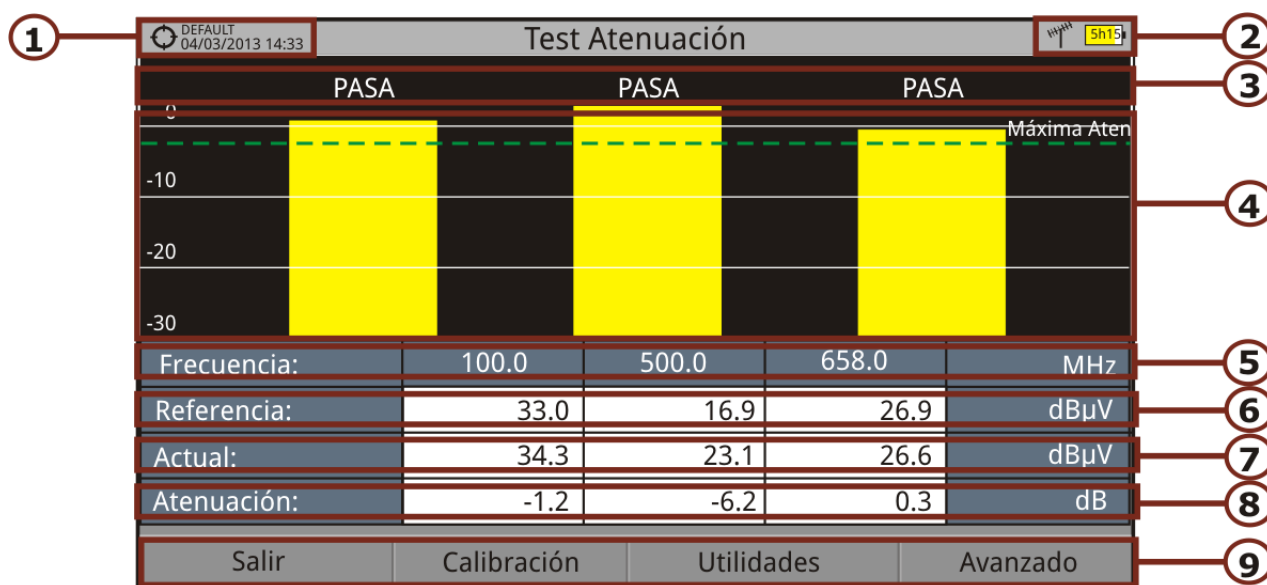 1
DEFAULT
04/03/2013 14:33
Test Atenuación
5h15
2
PASA PASA PASA
3
0
Máxima Aten
-10
4
-20
-30
Frecuencia: 100.0 500.0 658.0 MHz
5
Referencia: 33.0 16.9 26.9 dBµV
6
Actual: 34.3 23.1 26.6 dBµV
7
Atenuación: -1.2 -6.2 0.3 dB
8
Salir Calibración Utilidades Avanzado
9